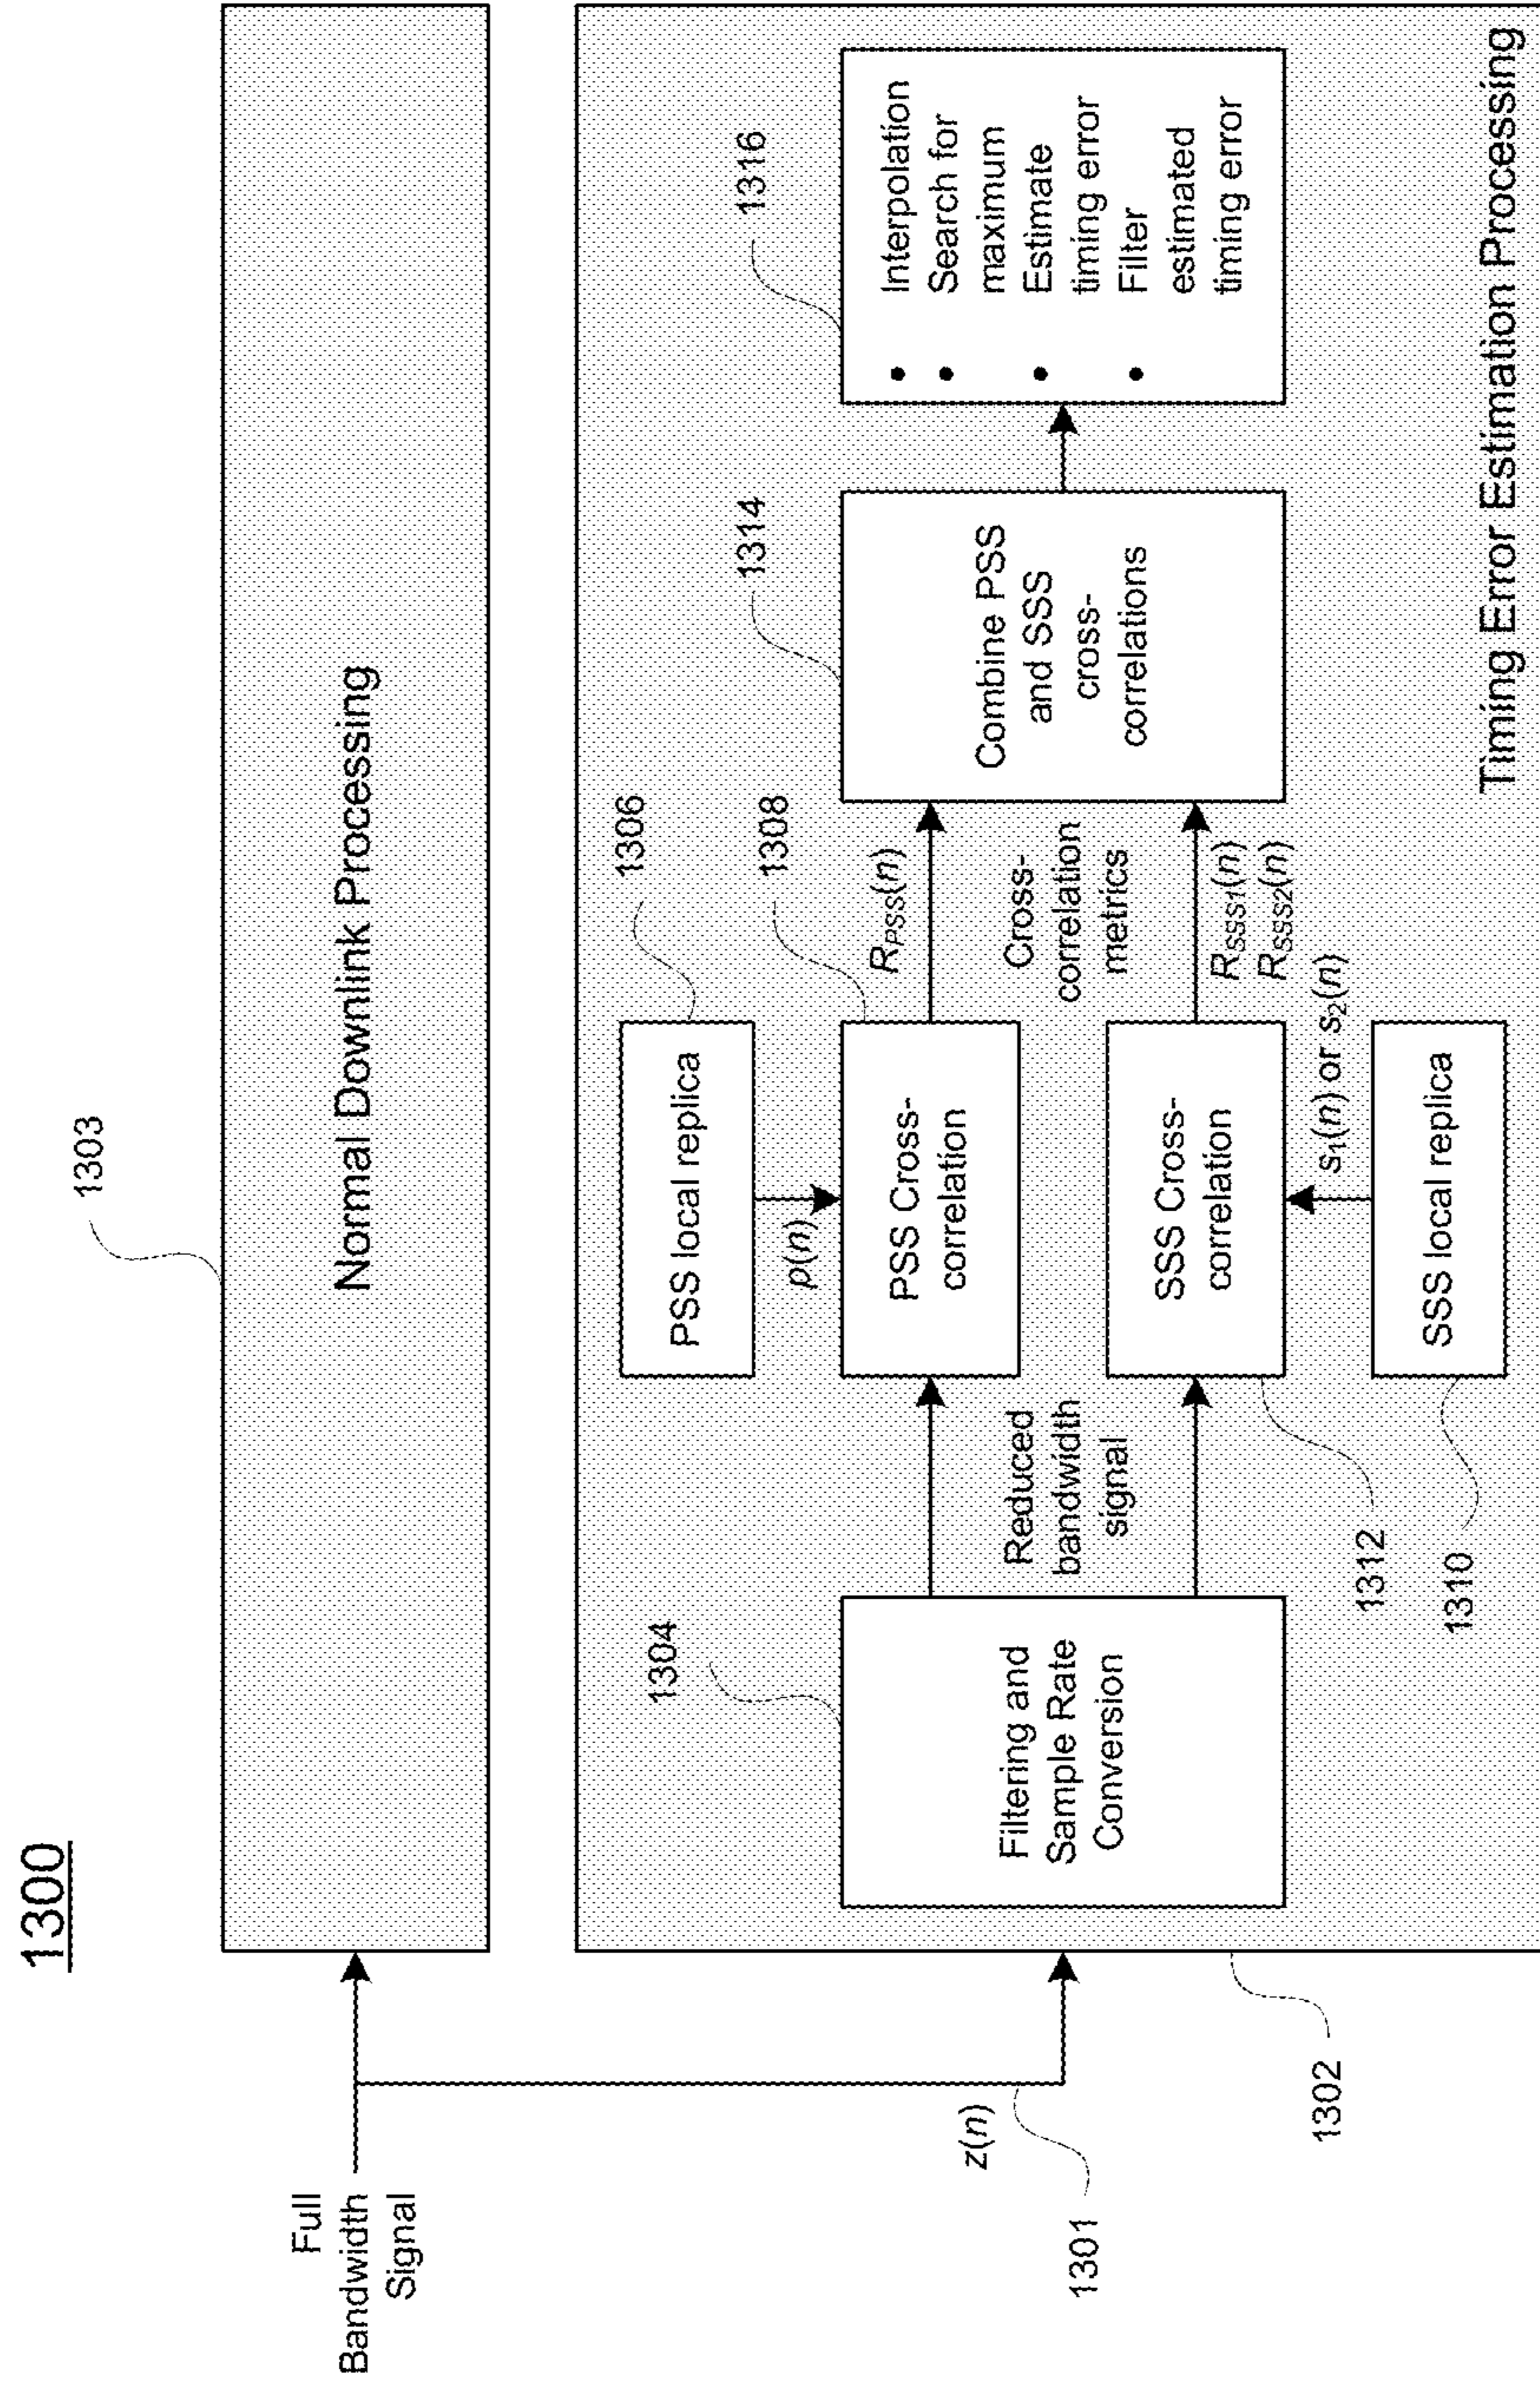 1300
1303
Normal Downlink Processing
Full
Bandwidth
Signal
z(n)
1301
1302
1304
Filtering and
Sample Rate
Conversion
Reduced
bandwidth
signal
1306
PSS local replica
p(n)
1308
PSS Cross-
correlation
SSS Cross-
correlation
1312
s₁(n) or s₂(n)
SSS local replica
1310
R_PSS(n)
Cross-
correlation
metrics
R_SSS1(n)
R_SSS2(n)
1314
Combine PSS
and SSS
cross-
correlations
1316
• Interpolation
• Search for
maximum
• Estimate
timing error
• Filter
estimated
timing error
Timing Error Estimation Processing